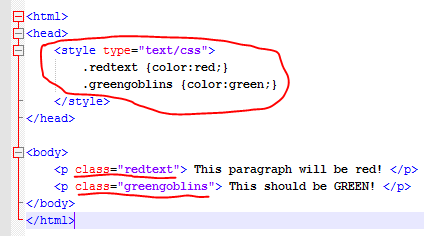 <html>
<head>
<style type="text/css">
.redtext {color:red;}
.greengoblins {color:green;}
</style>
</head>
<body>
<p class="redtext"> This paragraph will be red! </p>
<p class="greengoblins"> This should be GREEN! </p>
</body>
</html>